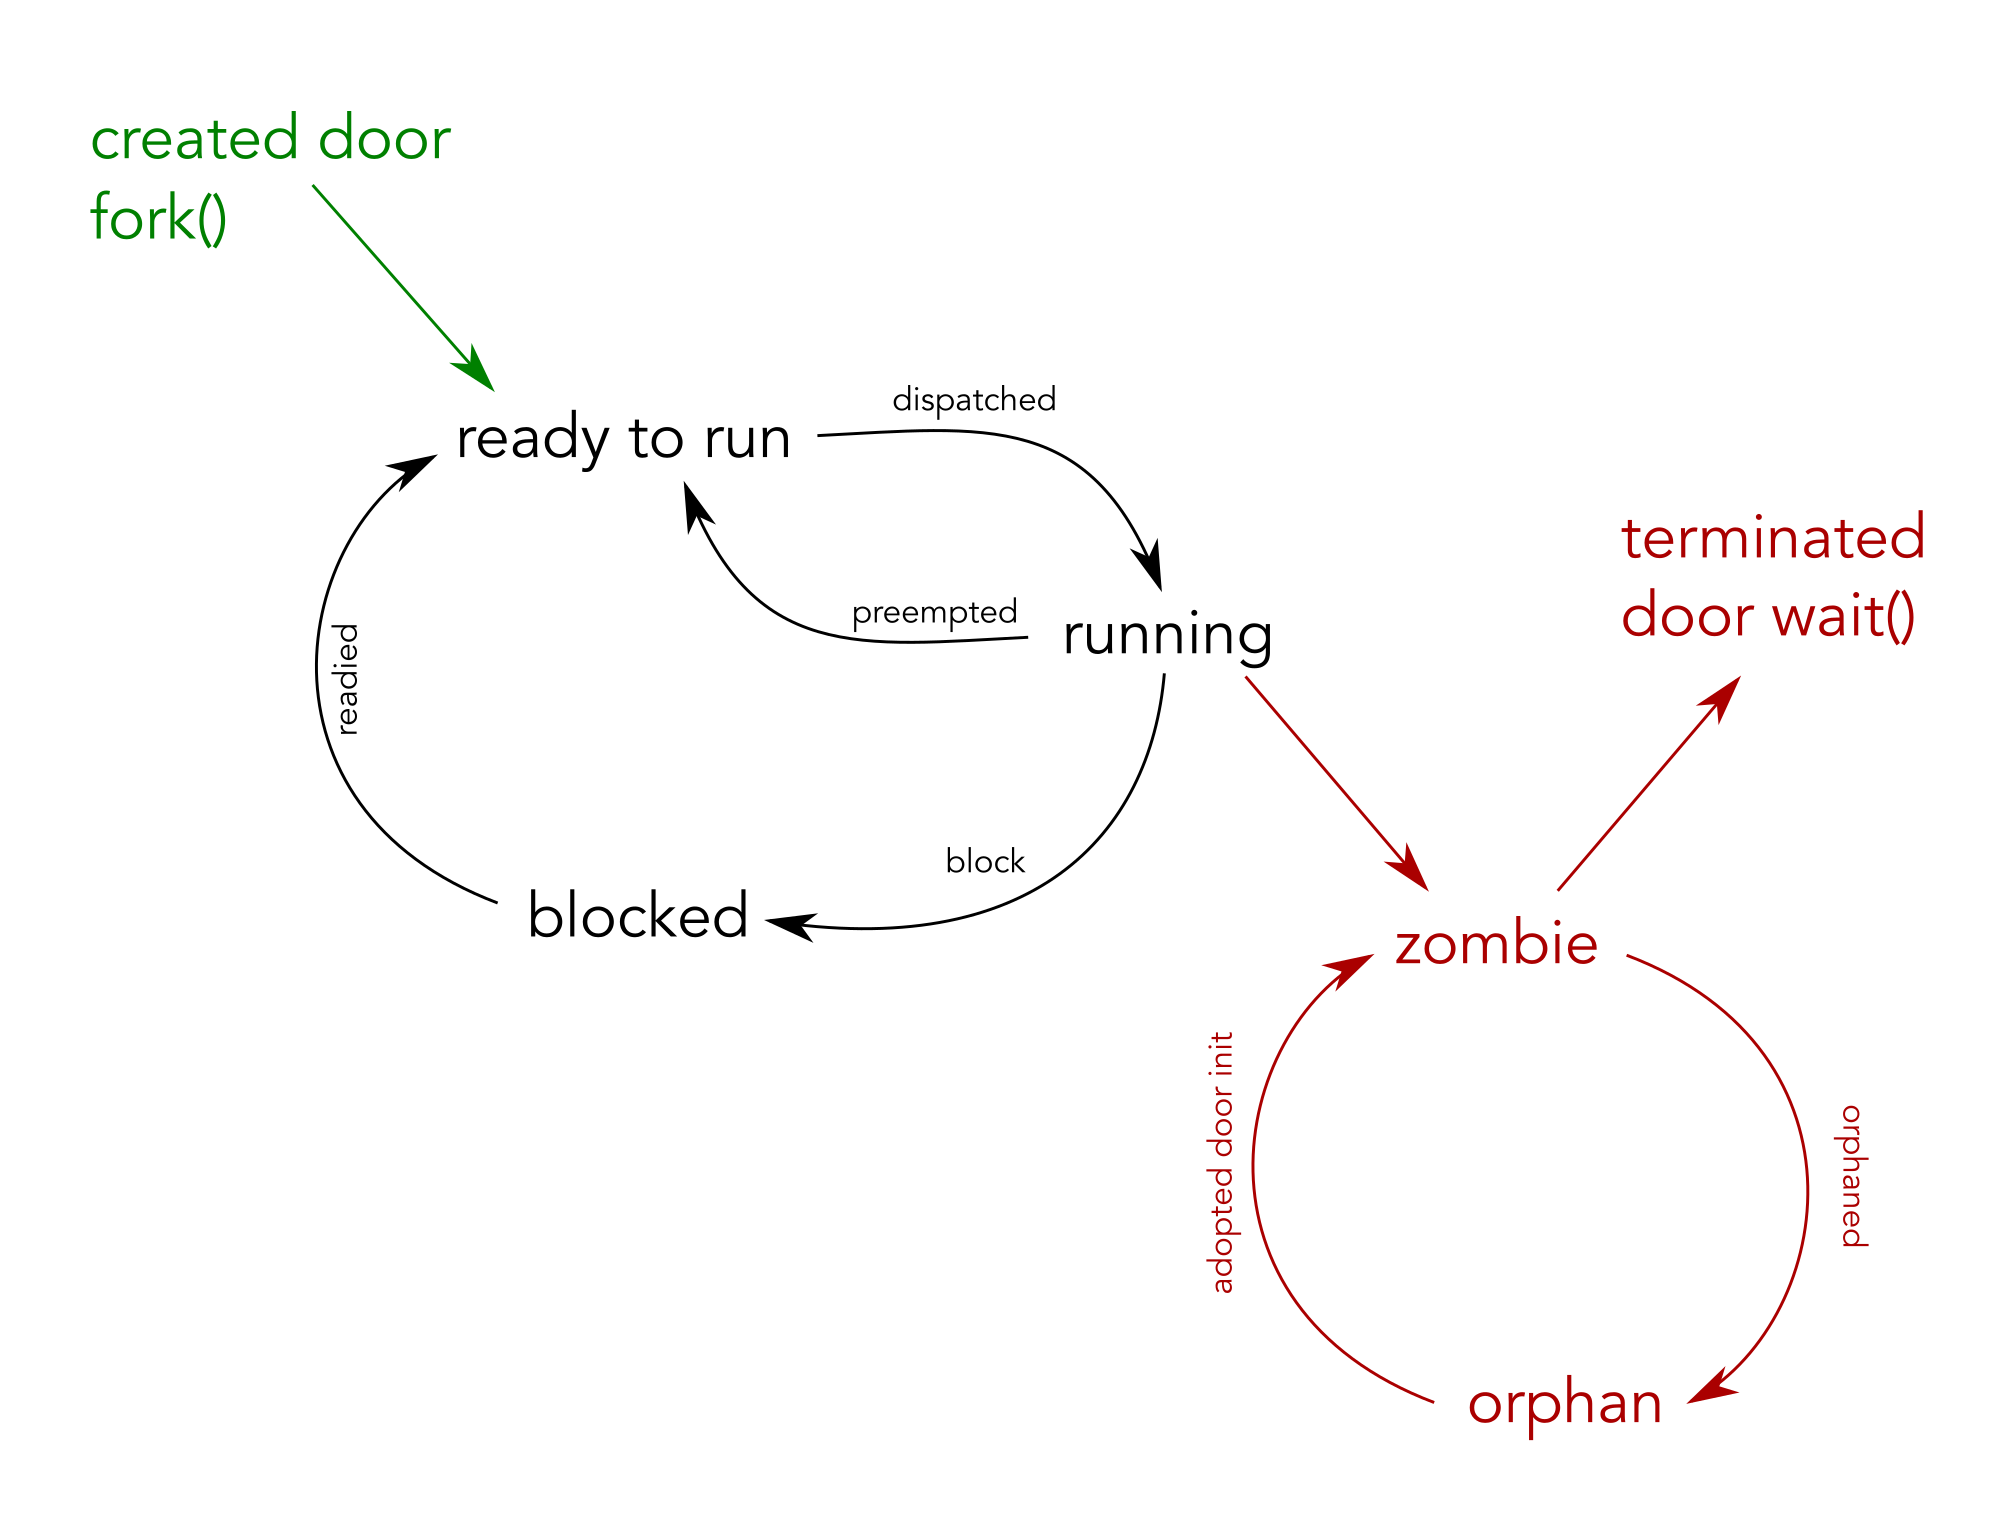 created door
fork()
dispatched
ready to run
terminated
door wait()
preempted
running
readied
block
blocked
zombie
adopted door init
orphaned
orphan